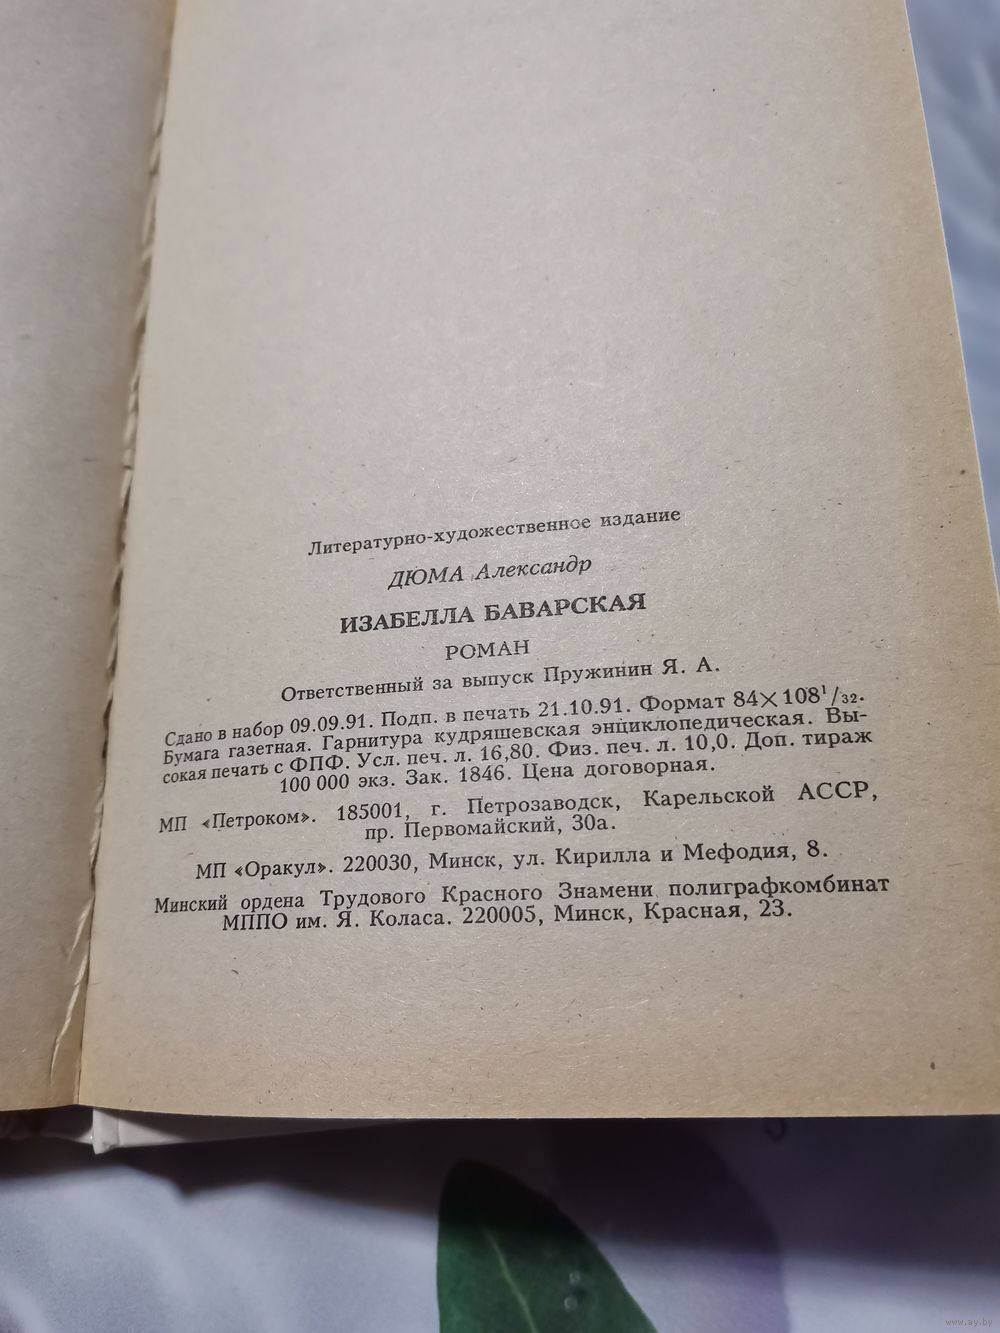 Литературно-художественное издание
ДЮМА Александр
ИЗАБЕЛЛА БАВАРСКАЯ
РОМАН
Ответственный за выпуск Пружинин Я. А.
Сдано в набор 09.09.91. Подп. в печать 21.10.91. Формат 84×108¹/₃₂.
Бумага газетная. Гарнитура кудряшевская энциклопедическая. Вы-
сокая печать с ФПФ. Усл. печ. л. 16,80. Физ. печ. л. 10,0. Доп. тираж
100 000 экз. Зак. 1846. Цена договорная.
МП «Петроком». 185001, г. Петрозаводск, Карельской АССР,
пр. Первомайский, 30а.
МП «Оракул». 220030, Минск, ул. Кирилла и Мефодия, 8.
Минский ордена Трудового Красного Знамени полиграфкомбинат
МППО им. Я. Коласа. 220005, Минск, Красная, 23.
www.ay.by